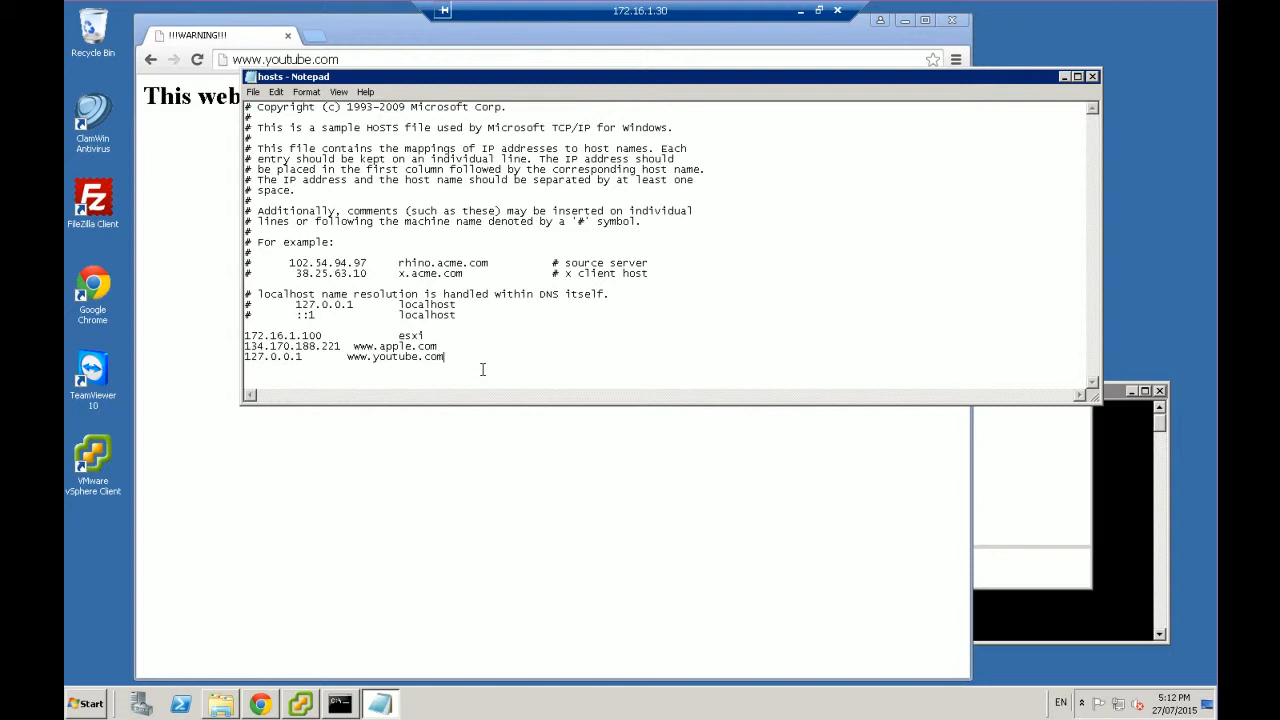 172.16.1.30
Recycle Bin
ClamWin
Antivirus
FileZilla Client
Google
Chrome
TeamViewer
10
VMware
vSphere Client
!!!WARNING!!!
www.youtube.com
This web
hosts - Notepad
File Edit Format View Help
# Copyright (c) 1993-2009 Microsoft Corp.
#
# This is a sample HOSTS file used by Microsoft TCP/IP for Windows.
#
# This file contains the mappings of IP addresses to host names. Each
# entry should be kept on an individual line. The IP address should
# be placed in the first column followed by the corresponding host name.
# The IP address and the host name should be separated by at least one
# space.
#
# Additionally, comments (such as these) may be inserted on individual
# lines or following the machine name denoted by a '#' symbol.
#
# For example:
#
# 102.54.94.97 rhino.acme.com # source server
# 38.25.63.10 x.acme.com # x client host
# localhost name resolution is handled within DNS itself.
# 127.0.0.1 localhost
# ::1 localhost
172.16.1.100 esxi
134.170.188.221 www.apple.com
127.0.0.1 www.youtube.com
Start
EN
5:12 PM
27/07/2015